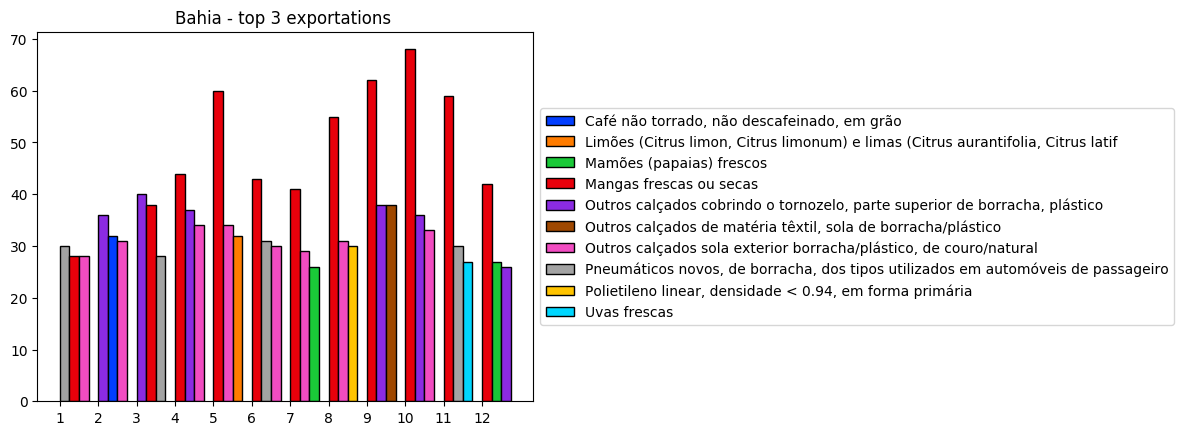 Bahia - top 3 exportations
70
60
50
40
30
20
10
0
1 2 3 4 5 6 7 8 9 10 11 12
Café não torrado, não descafeinado, em grão
Limões (Citrus limon, Citrus limonum) e limas (Citrus aurantifolia, Citrus latif
Mamões (papaias) frescos
Mangas frescas ou secas
Outros calçados cobrindo o tornozelo, parte superior de borracha, plástico
Outros calçados de matéria têxtil, sola de borracha/plástico
Outros calçados sola exterior borracha/plástico, de couro/natural
Pneumáticos novos, de borracha, dos tipos utilizados em automóveis de passageiro
Polietileno linear, densidade < 0.94, em forma primária
Uvas frescas